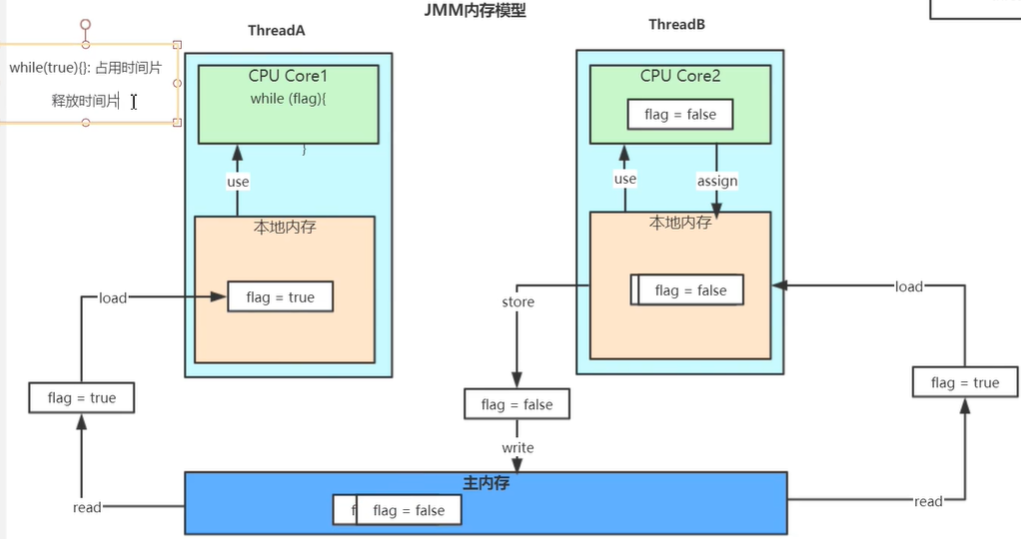 JMM内存模型
ThreadA
ThreadB
while(true){}: 占用时间片
释放时间片
CPU Core1
while (flag){
}
use
本地内存
flag = true
load
flag = true
read
CPU Core2
flag = false
use
assign
本地内存
flag = false
store
flag = false
write
load
flag = true
read
主内存
f
flag = false